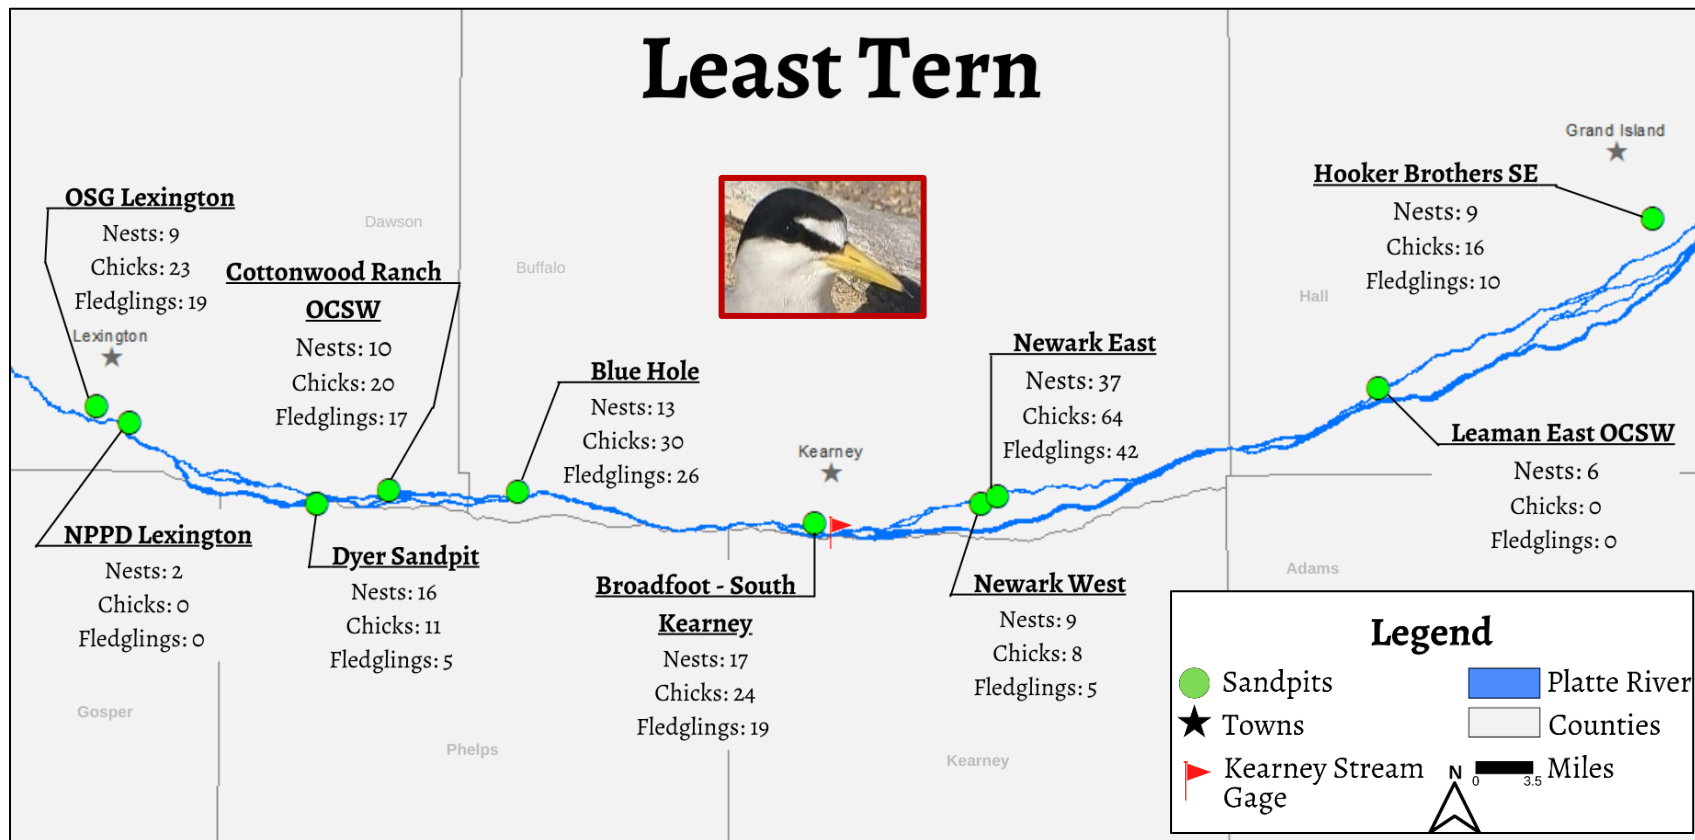 Least Tern
Grand Island
Hooker Brothers SE
Nests: 9
Chicks: 16
Fledglings: 10
OSG Lexington
Nests: 9
Chicks: 23
Fledglings: 19
Lexington
Dawson
Cottonwood Ranch
OCSW
Nests: 10
Chicks: 20
Fledglings: 17
Buffalo
Hall
Blue Hole
Nests: 13
Chicks: 30
Fledglings: 26
Kearney
Newark East
Nests: 37
Chicks: 64
Fledglings: 42
Leaman East OCSW
Nests: 6
Chicks: 0
Fledglings: 0
NPPD Lexington
Nests: 2
Chicks: 0
Fledglings: 0
Dyer Sandpit
Nests: 16
Chicks: 11
Fledglings: 5
Broadfoot - South
Kearney
Nests: 17
Chicks: 24
Fledglings: 19
Newark West
Nests: 9
Chicks: 8
Fledglings: 5
Adams
Gosper
Phelps
Kearney
Legend
Sandpits
Platte River
Towns
Counties
Kearney Stream
Gage
N
0 3.5
Miles